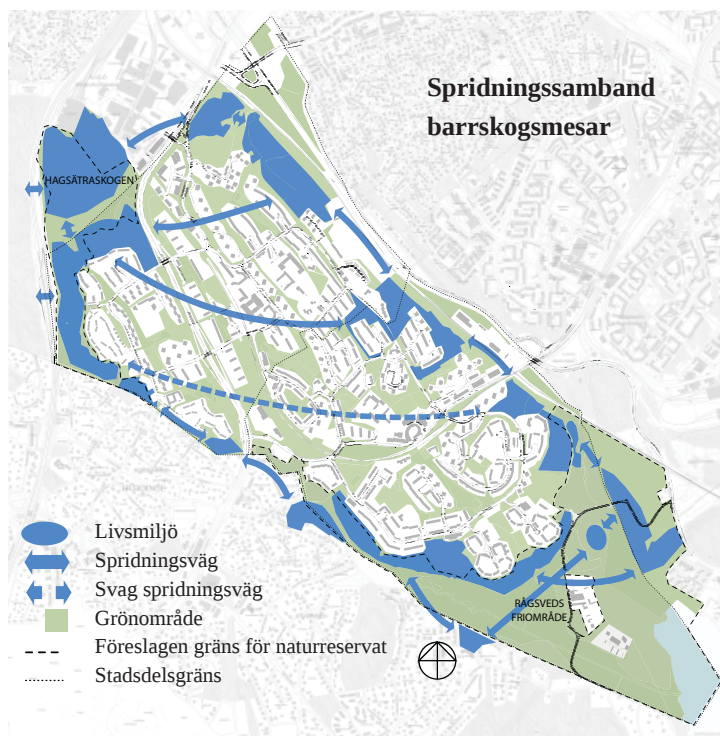 Spridningssamband
barrskogsmesar
HAGSÄTRASKOGEN
Livsmiljö
Spridningsväg
Svag spridningsväg
Grönområde
Föreslagen gräns för naturreservat
Stadsdelsgräns
RÅGSVEDS
FRIOMRÅDE